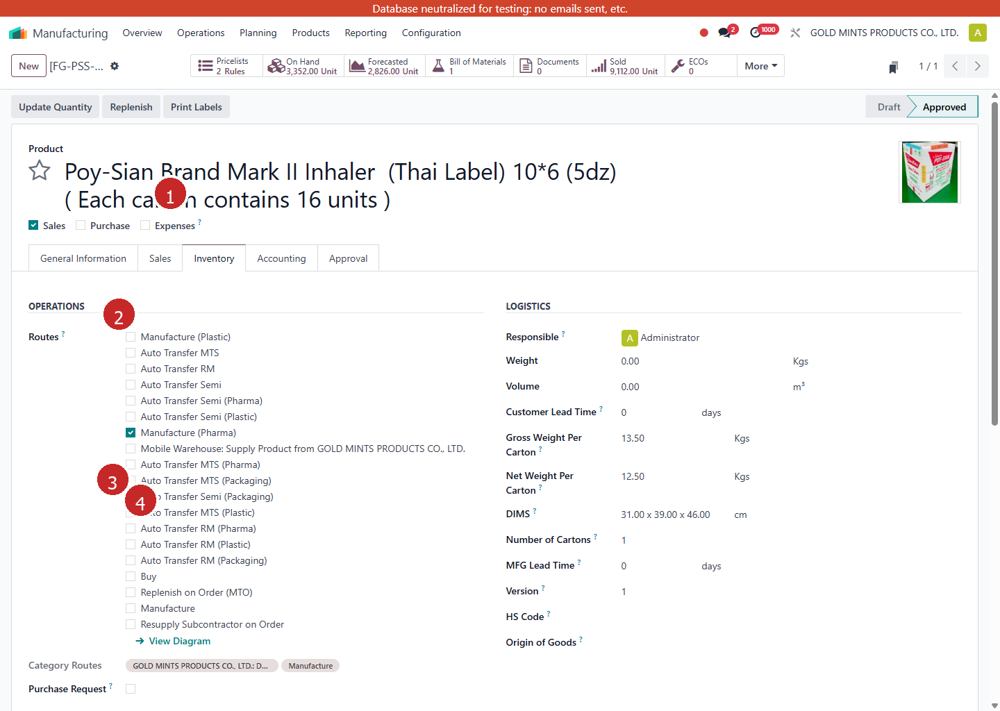 Database neutralized for testing: no emails sent, etc.
Manufacturing Overview Operations Planning Products Reporting Configuration 2 1000 GOLD MINTS PRODUCTS CO., LTD. A
New [FG-PSS-... Pricelists 2 Rules On Hand 3,352.00 Unit Forecasted 2,826.00 Unit Bill of Materials 1 Documents 0 Sold 9,112.00 Unit ECOs 0 More 1 / 1
Update Quantity Replenish Print Labels Draft Approved
Product
Poy-Sian Brand Mark II Inhaler (Thai Label) 10*6 (5dz)
( Each ca 1 n contains 16 units )
Sales Purchase Expenses ?
General Information Sales Inventory Accounting Approval
OPERATIONS
2
Routes ?
Manufacture (Plastic)
Auto Transfer MTS
Auto Transfer RM
Auto Transfer Semi
Auto Transfer Semi (Pharma)
Auto Transfer Semi (Plastic)
Manufacture (Pharma)
Mobile Warehouse: Supply Product from GOLD MINTS PRODUCTS CO., LTD.
Auto Transfer MTS (Pharma)
3 Auto Transfer MTS (Packaging)
4 Transfer Semi (Packaging)
Transfer MTS (Plastic)
Auto Transfer RM (Pharma)
Auto Transfer RM (Plastic)
Auto Transfer RM (Packaging)
Buy
Replenish on Order (MTO)
Manufacture
Resupply Subcontractor on Order
→ View Diagram
Category Routes GOLD MINTS PRODUCTS CO., LTD.: D... Manufacture
Purchase Request ?
LOGISTICS
Responsible ? A Administrator
Weight 0.00 Kgs
Volume 0.00 m³
Customer Lead Time ? 0 days
Gross Weight Per Carton ? 13.50 Kgs
Net Weight Per Carton ? 12.50 Kgs
DIMS ? 31.00 x 39.00 x 46.00 cm
Number of Cartons ? 1
MFG Lead Time ? 0 days
Version ? 1
HS Code ?
Origin of Goods ?